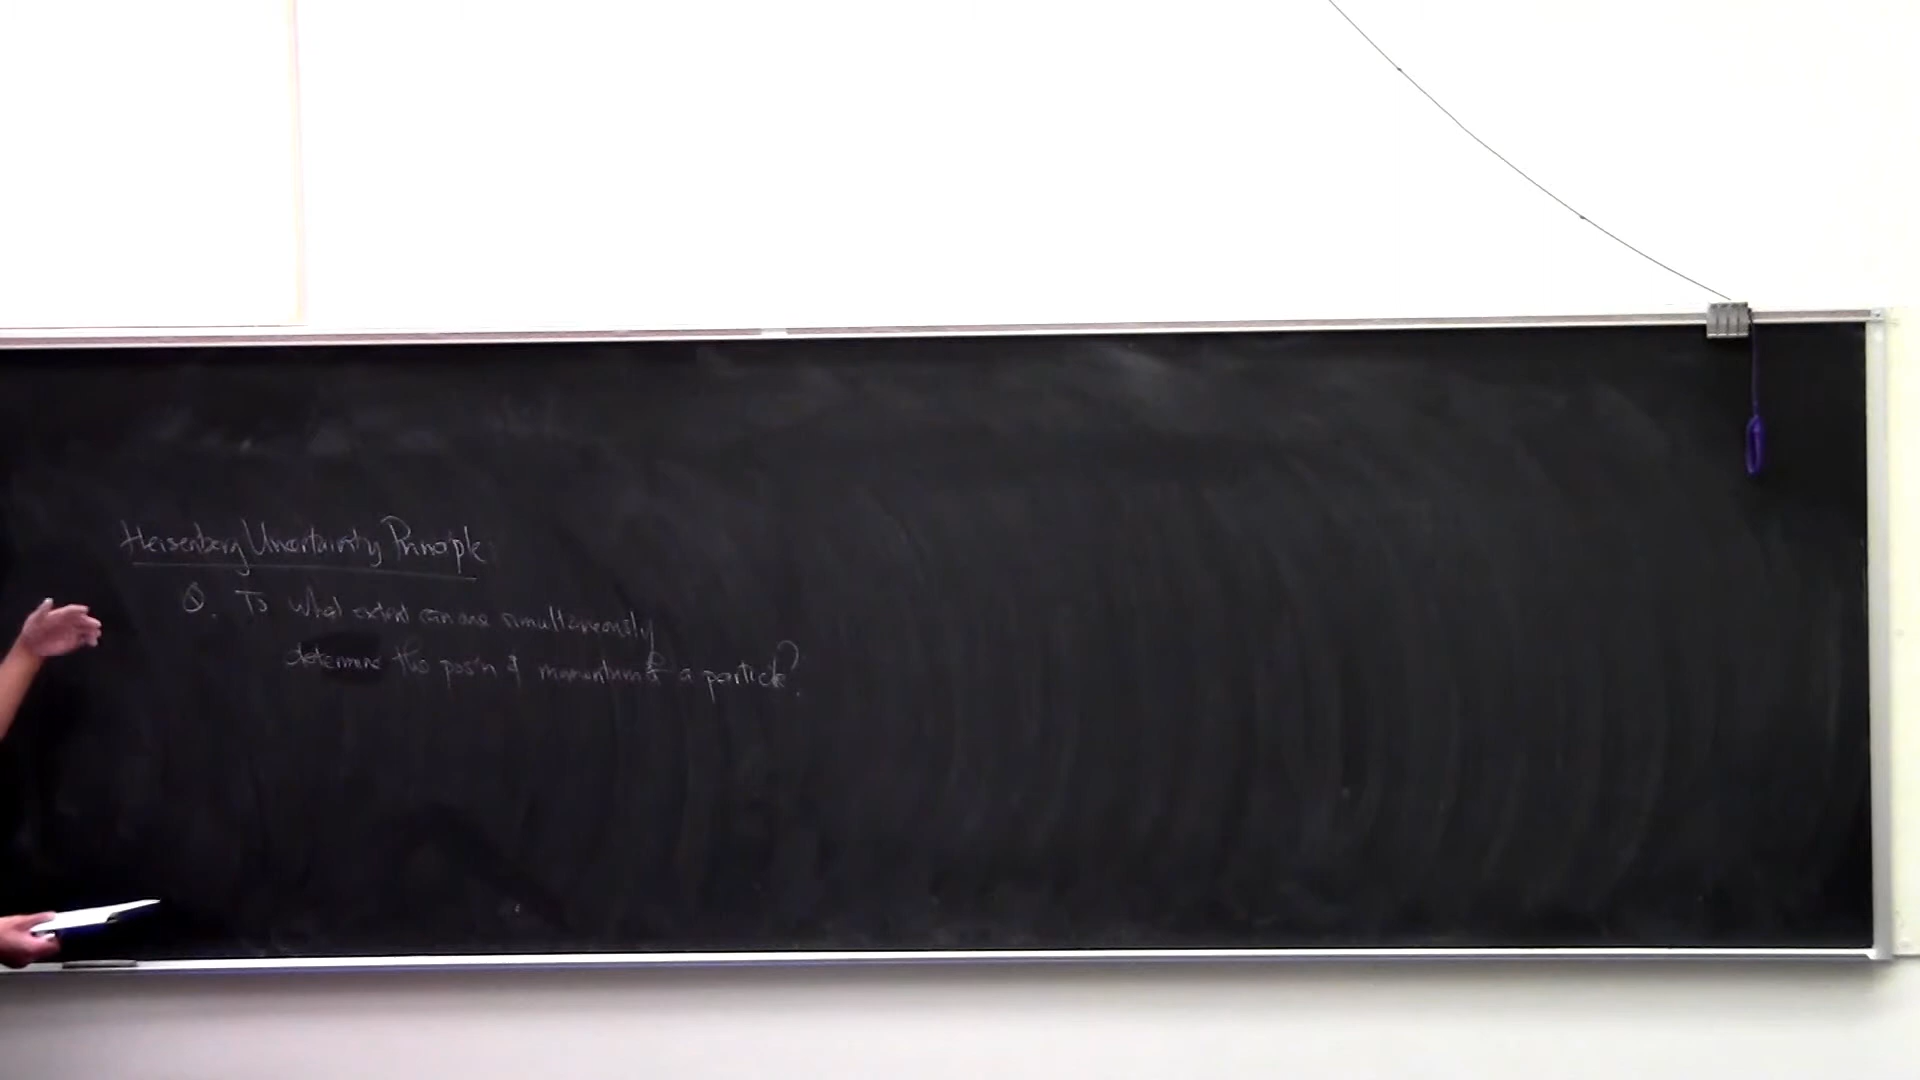 Heisenberg Uncertainty Principle
Q. To what extent can one simultaneously
determine the pos'n & momentum of a particle?